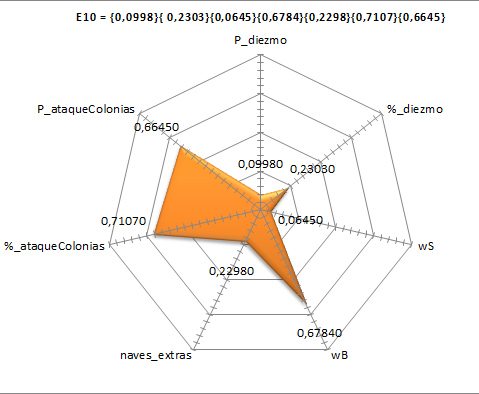 E10 = {0,0998}{ 0,2303}{0,0645}{0,6784}{0,2298}{0,7107}{0,6645}
P_diezmo
P_ataqueColonias
%_diezmo
0,66450
0,09980
0,23030
0,71070
0,06450
%_ataqueColonias
wS
0,22980
0,67840
naves_extras
wB